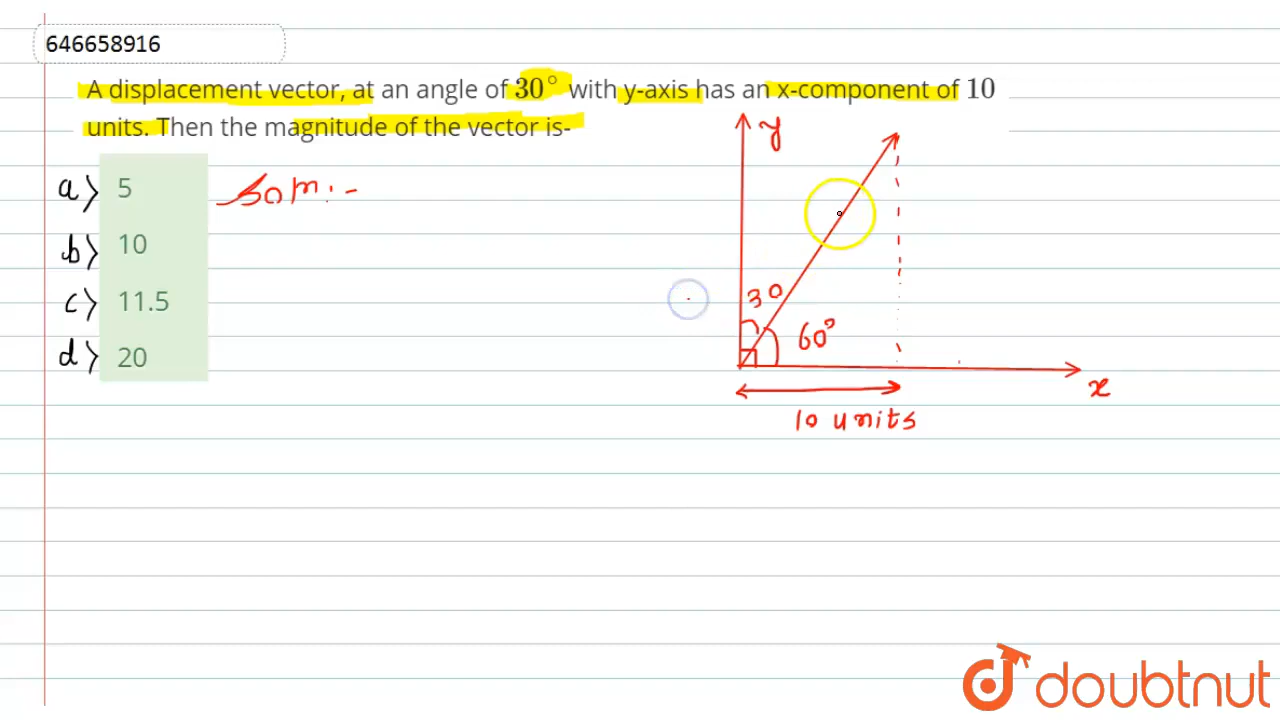 646658916
A displacement vector, at an angle of 30° with y-axis has an x-component of 10
units. Then the magnitude of the vector is-
y
a) 5
b) 10
c) 11.5
d) 20
30
60°
x
10 units
doubtnut